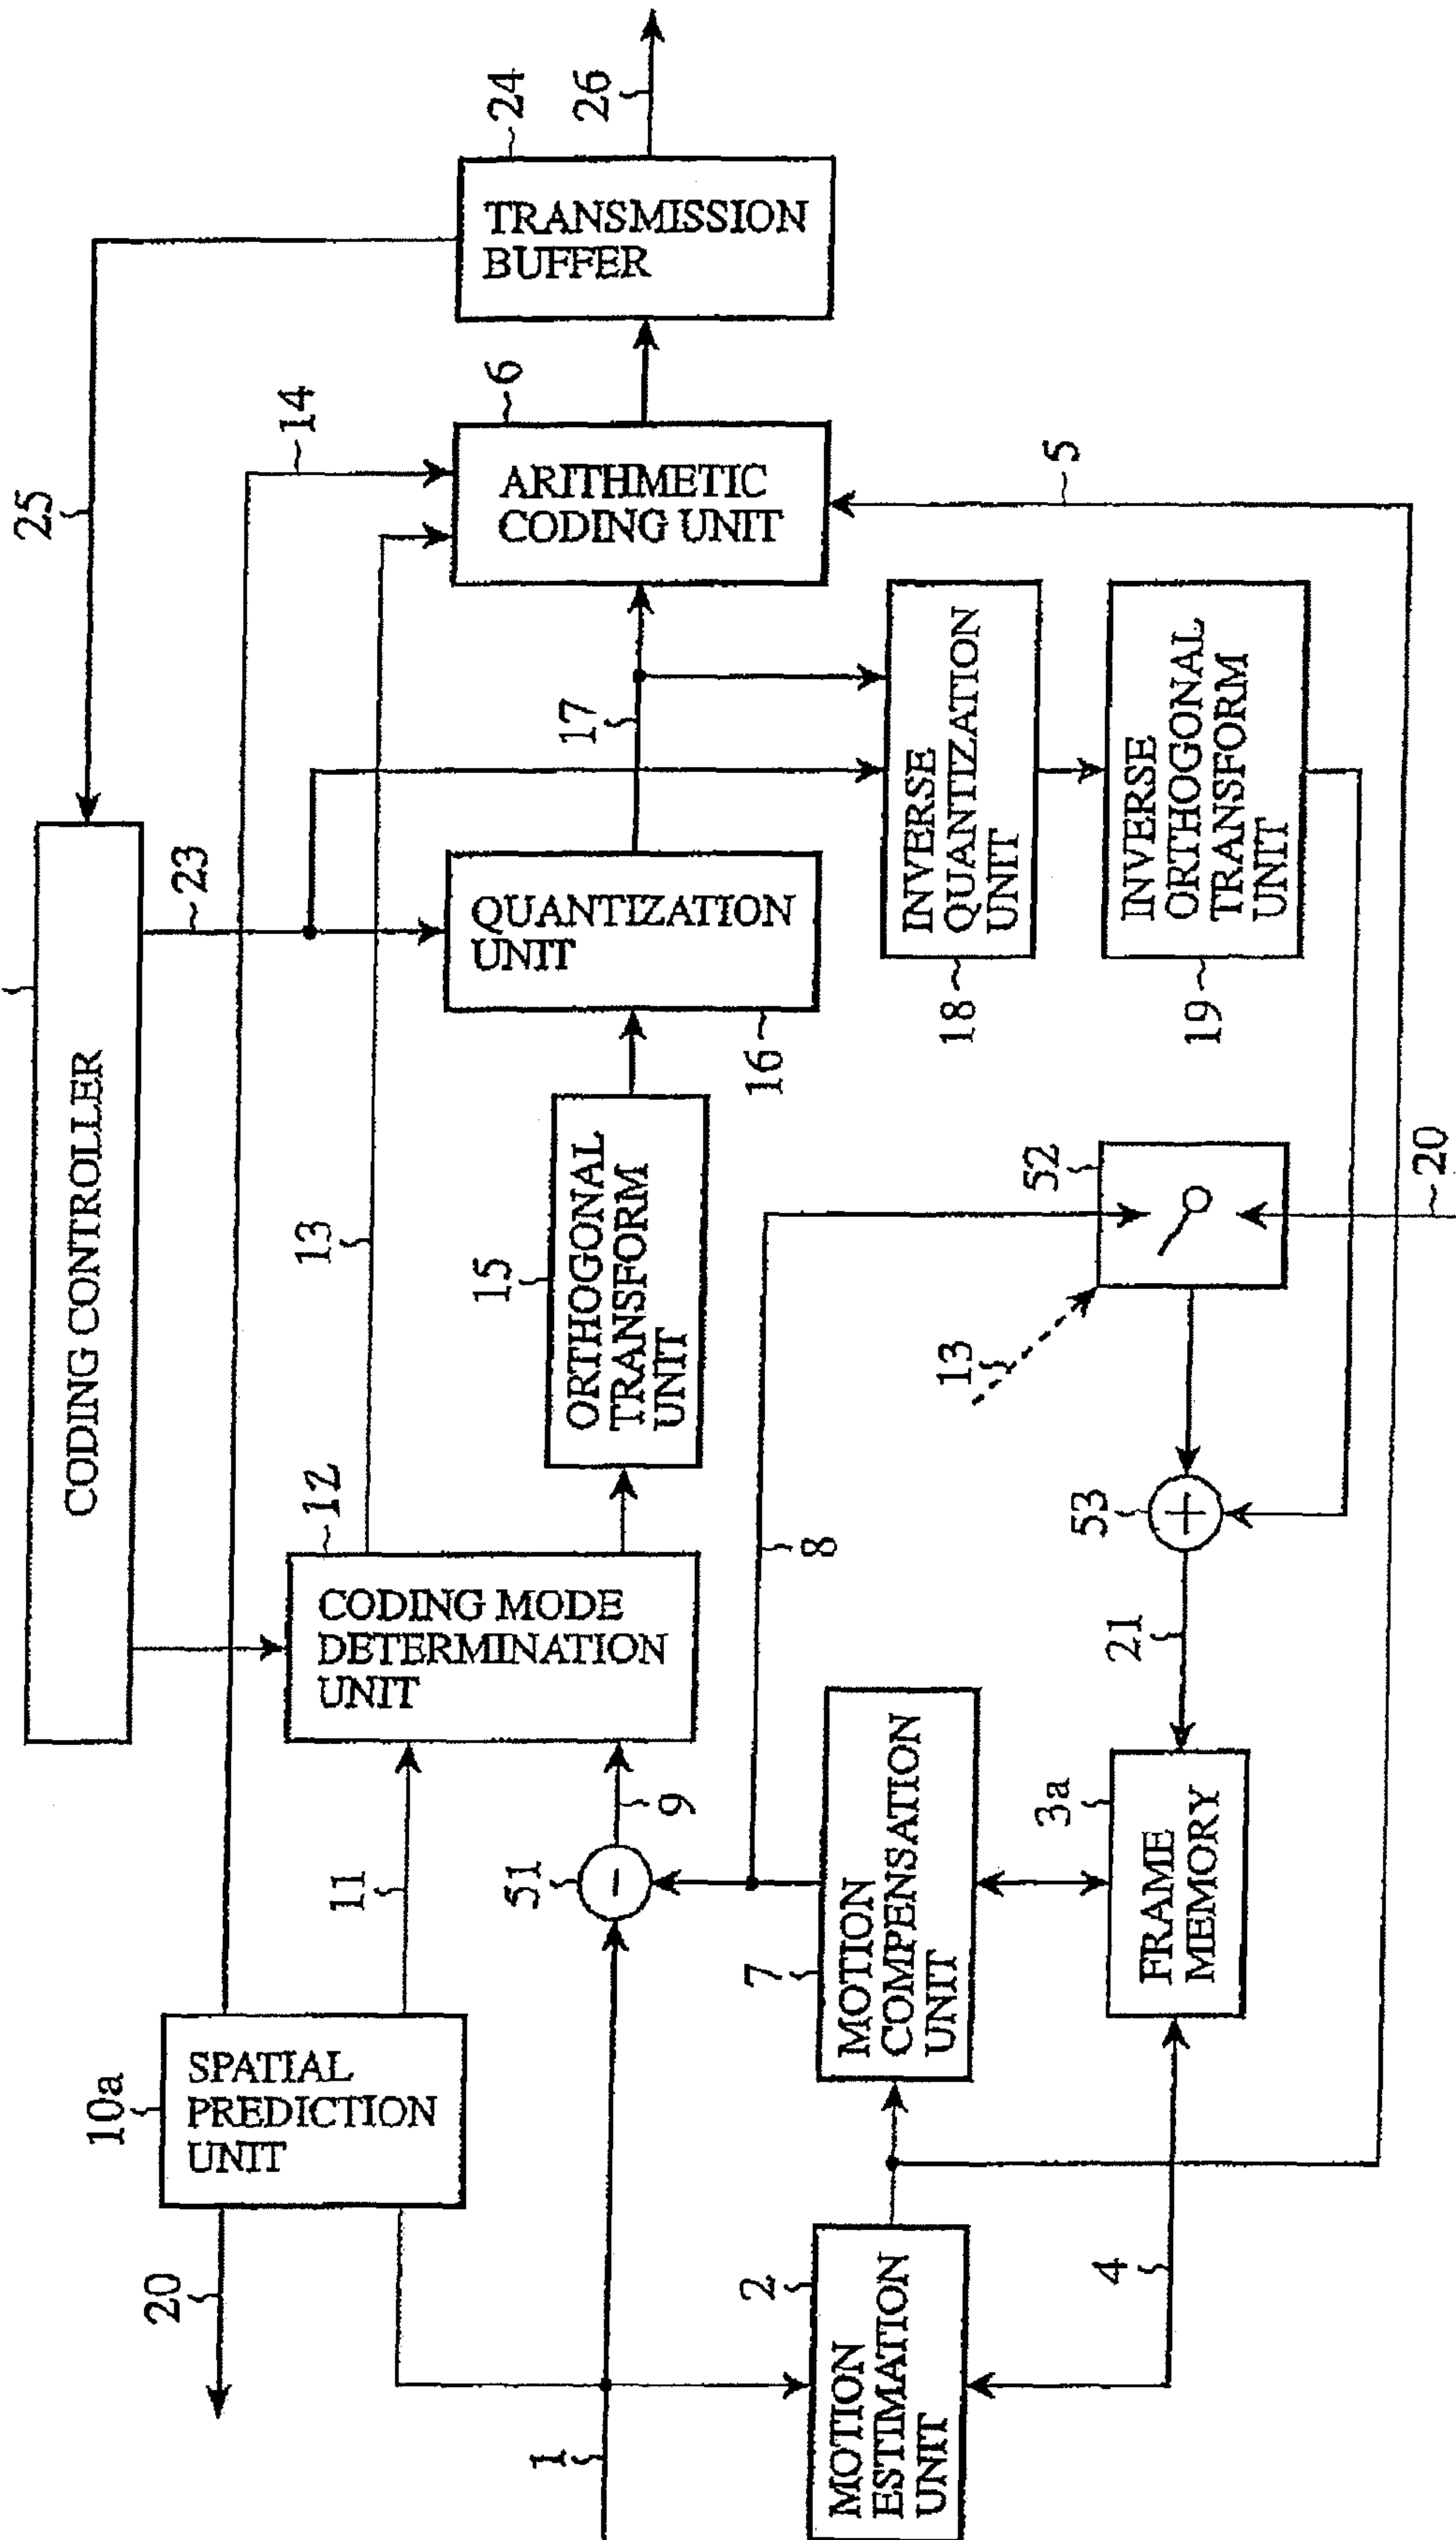 25
CODING CONTROLLER
23
14
13
24
TRANSMISSION
BUFFER
26
6
ARITHMETIC
CODING UNIT
5
10a
SPATIAL
PREDICTION
UNIT
20
11
12
CODING MODE
DETERMINATION
UNIT
15
ORTHOGONAL
TRANSFORM
UNIT
QUANTIZATION
UNIT
16
17
1
51
9
8
INVERSE
QUANTIZATION
UNIT
18
INVERSE
ORTHOGONAL
TRANSFORM
UNIT
19
2
MOTION
ESTIMATION
UNIT
7
MOTION
COMPENSATION
UNIT
13
52
53
21
3a
FRAME
MEMORY
4
20